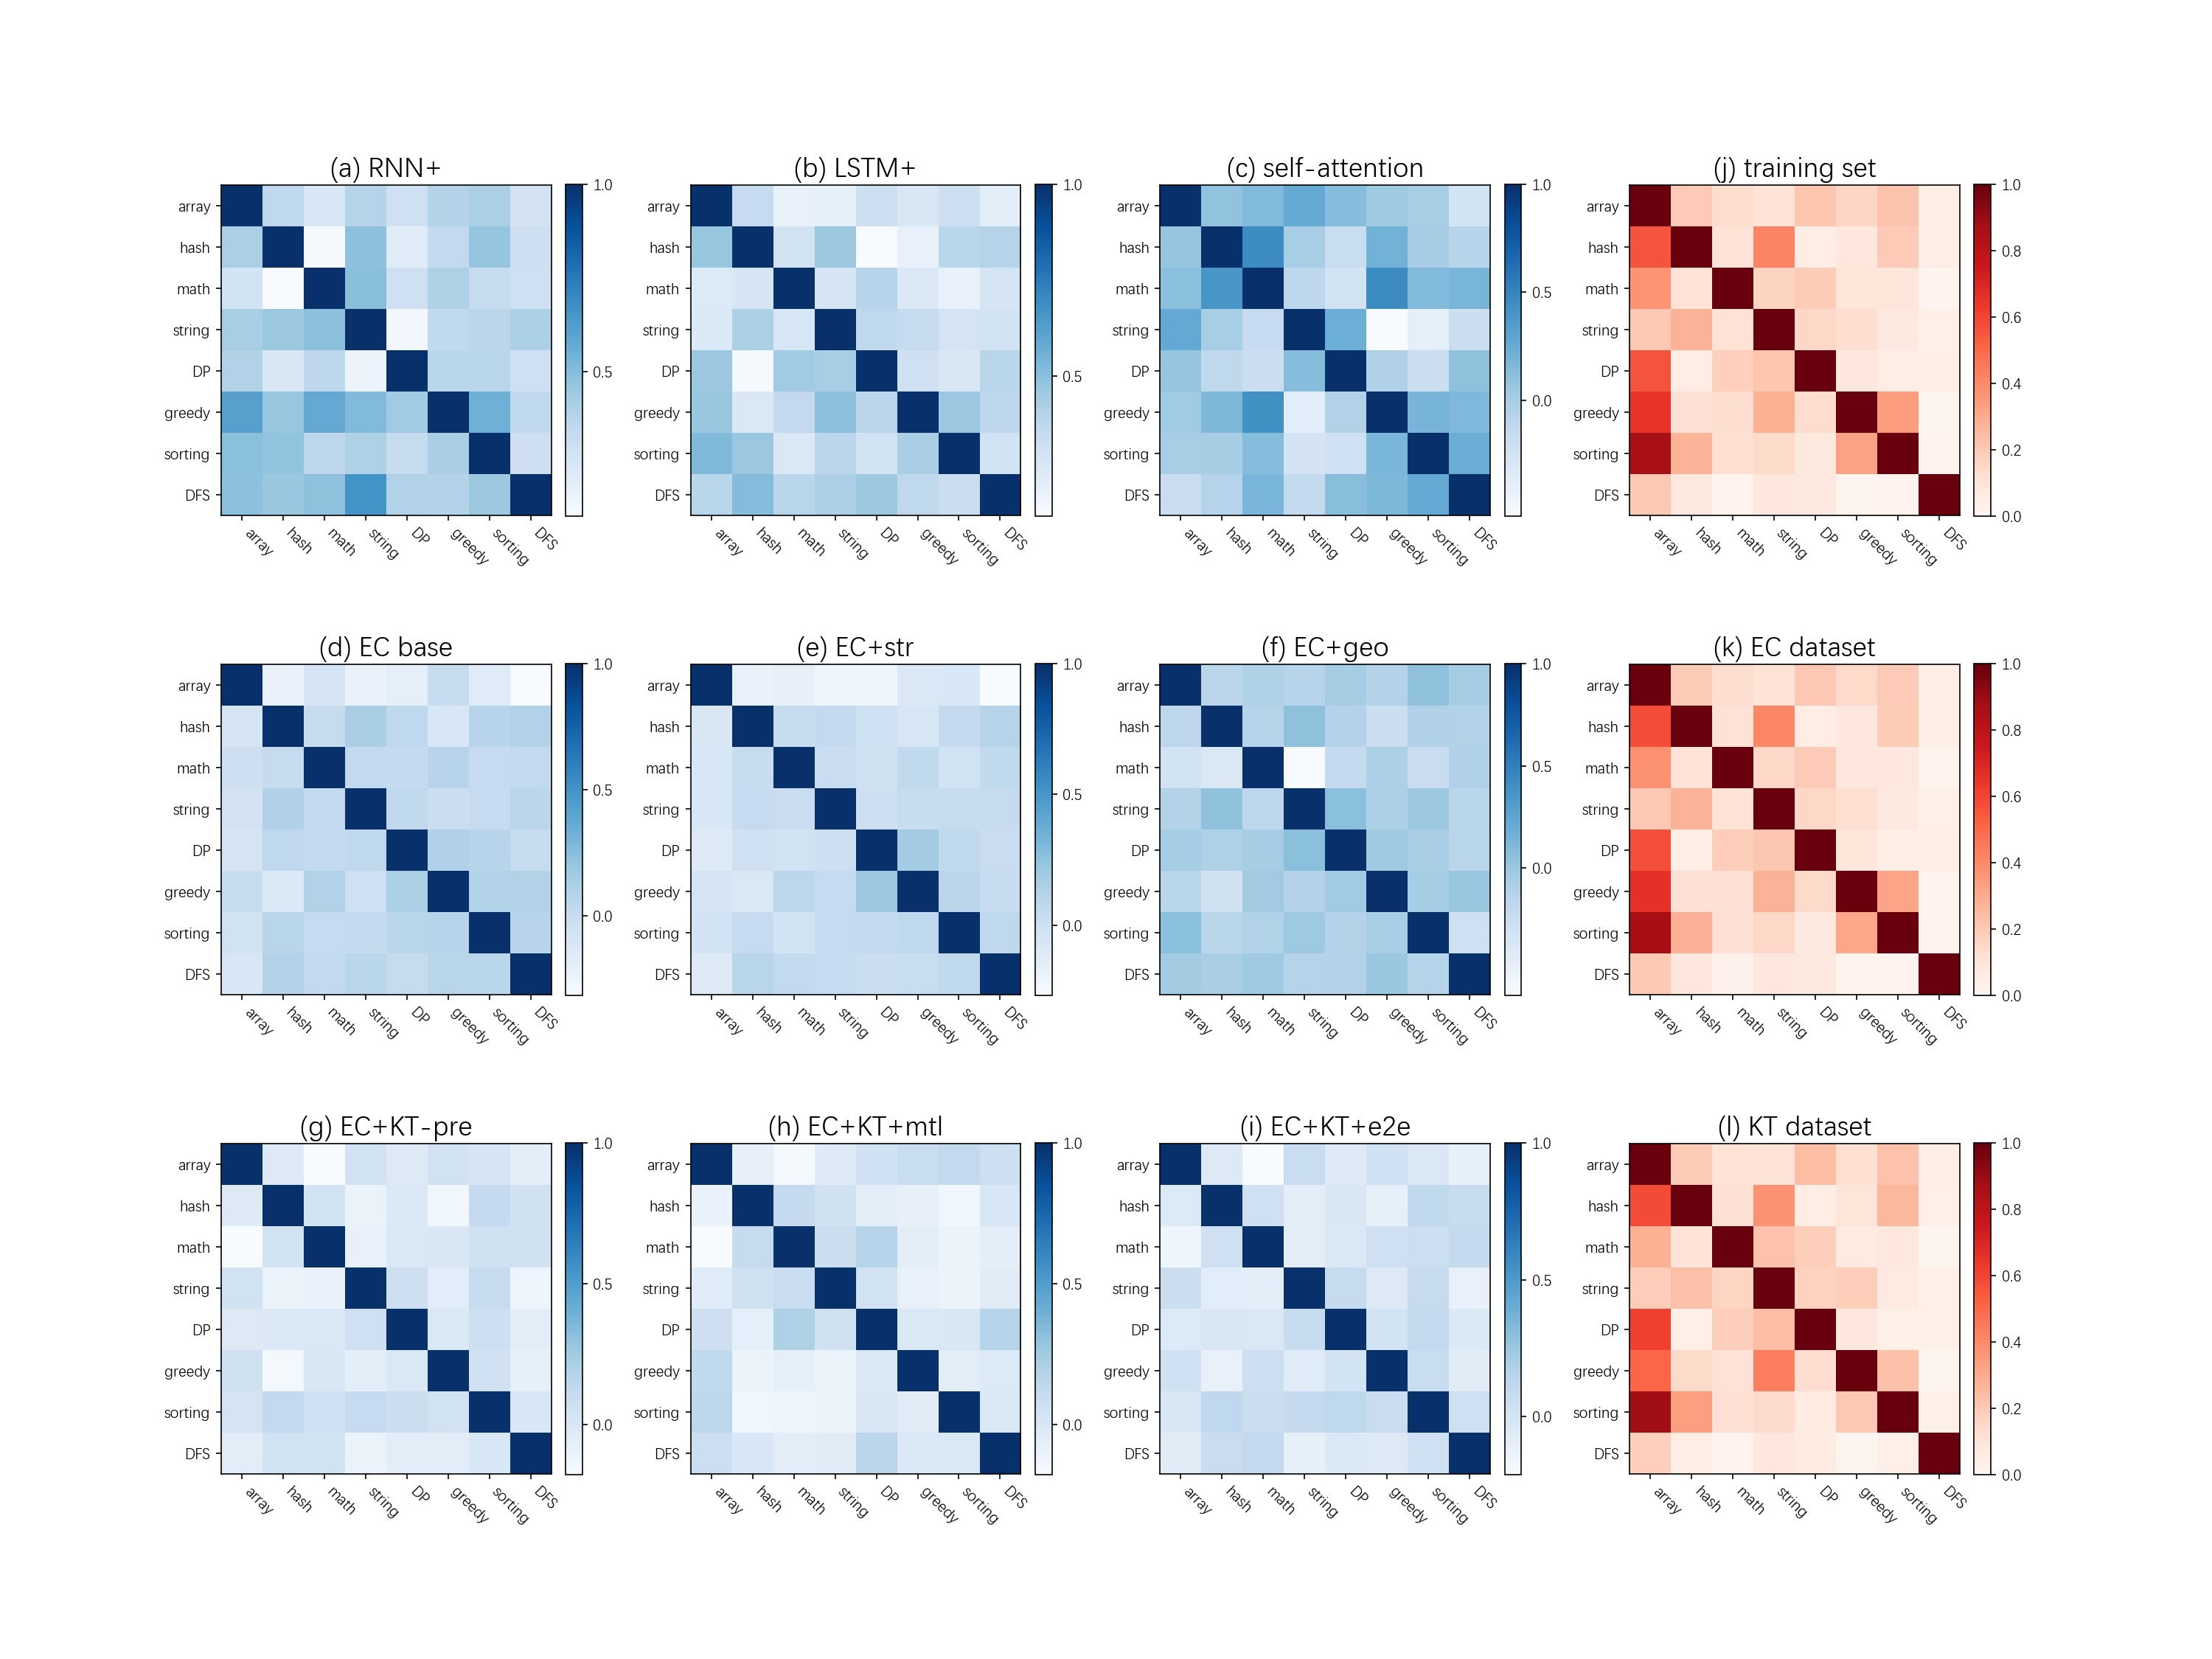 (a) RNN+
array
hash
math
string
DP
greedy
sorting
DFS
array hash math string DP greedy sorting DFS
1.0
0.5
(b) LSTM+
array
hash
math
string
DP
greedy
sorting
DFS
array hash math string DP greedy sorting DFS
1.0
0.5
(c) self-attention
array
hash
math
string
DP
greedy
sorting
DFS
array hash math string DP greedy sorting DFS
1.0
0.5
0.0
(j) training set
array
hash
math
string
DP
greedy
sorting
DFS
array hash math string DP greedy sorting DFS
1.0
0.8
0.6
0.4
0.2
0.0
(d) EC base
array
hash
math
string
DP
greedy
sorting
DFS
array hash math string DP greedy sorting DFS
1.0
0.5
0.0
(e) EC+str
array
hash
math
string
DP
greedy
sorting
DFS
array hash math string DP greedy sorting DFS
1.0
0.5
0.0
(f) EC+geo
array
hash
math
string
DP
greedy
sorting
DFS
array hash math string DP greedy sorting DFS
1.0
0.5
0.0
(k) EC dataset
array
hash
math
string
DP
greedy
sorting
DFS
array hash math string DP greedy sorting DFS
1.0
0.8
0.6
0.4
0.2
0.0
(g) EC+KT-pre
array
hash
math
string
DP
greedy
sorting
DFS
array hash math string DP greedy sorting DFS
1.0
0.5
0.0
(h) EC+KT+mtl
array
hash
math
string
DP
greedy
sorting
DFS
array hash math string DP greedy sorting DFS
1.0
0.5
0.0
(i) EC+KT+e2e
array
hash
math
string
DP
greedy
sorting
DFS
array hash math string DP greedy sorting DFS
1.0
0.5
0.0
(l) KT dataset
array
hash
math
string
DP
greedy
sorting
DFS
array hash math string DP greedy sorting DFS
1.0
0.8
0.6
0.4
0.2
0.0